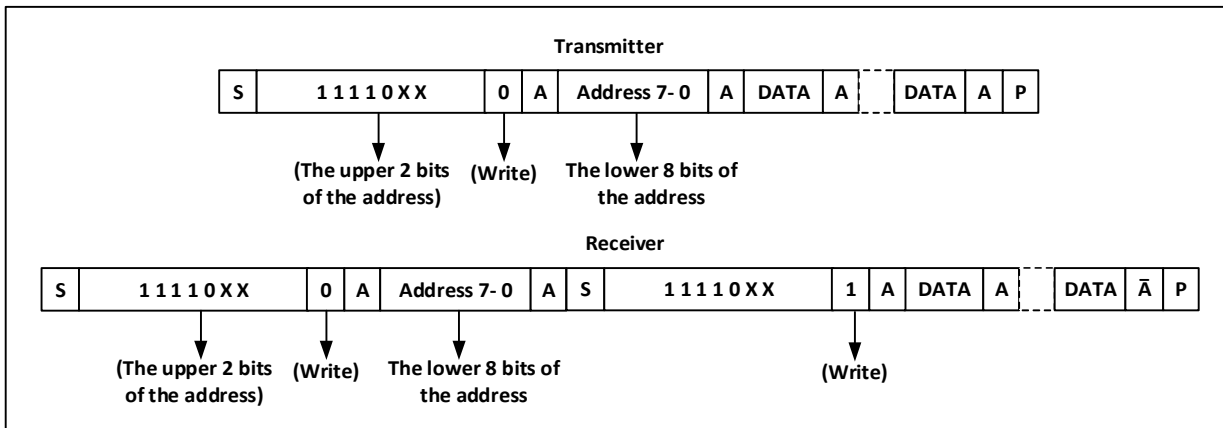 Transmitter
S 1 1 1 1 0 X X 0 A Address 7- 0 A DATA A DATA A P
(The upper 2 bits of the address) (Write) The lower 8 bits of the address
Receiver
S 1 1 1 1 0 X X 0 A Address 7- 0 A S 1 1 1 1 0 X X 1 A DATA A DATA Ā P
(The upper 2 bits of the address) (Write) The lower 8 bits of the address (Write)